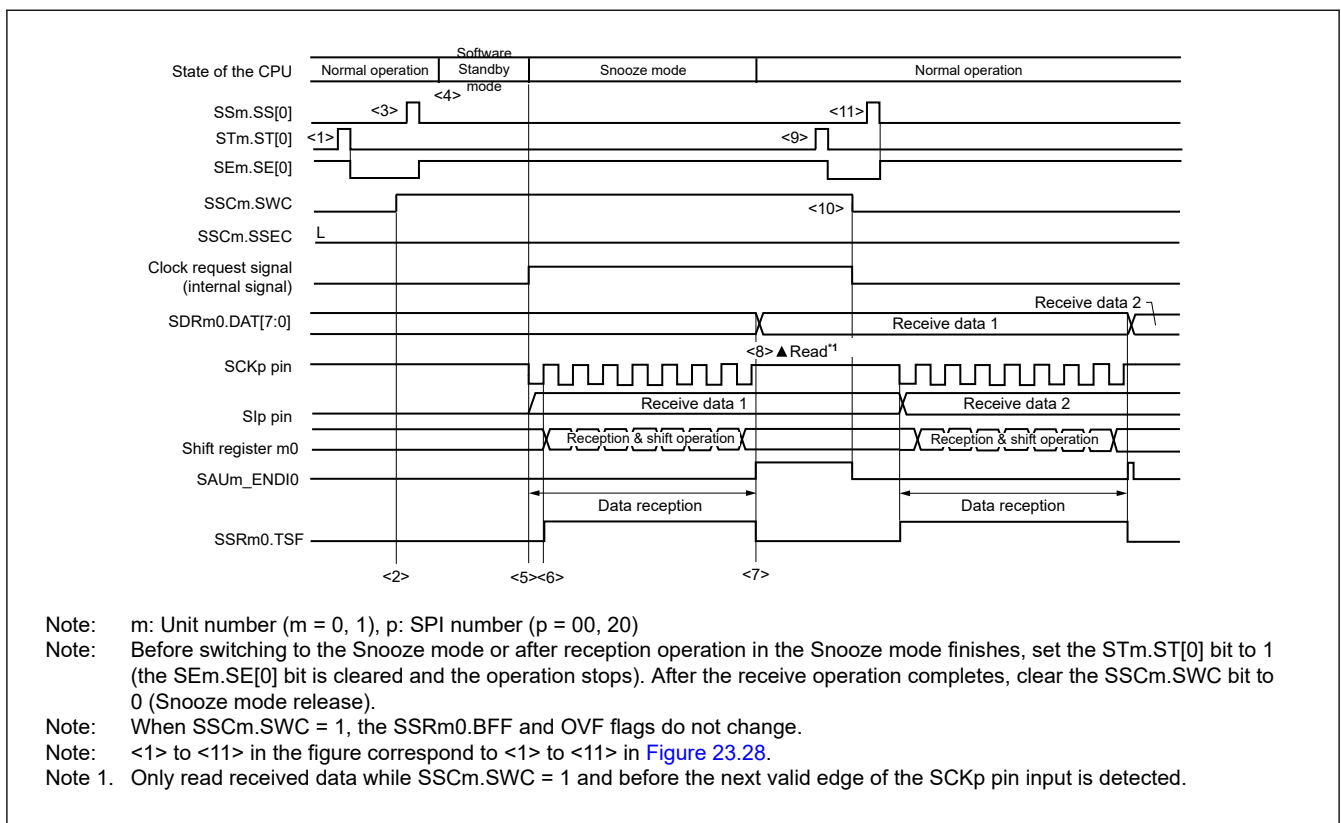 State of the CPU Normal operation Software Standby mode Snooze mode Normal operation
<4>
SSm.SS[0] <3> <11>
STm.ST[0] <1> <9>
SEm.SE[0]
SSCm.SWC <10>
SSCm.SSEC L
Clock request signal
(internal signal)
Receive data 2
SDRm0.DAT[7:0] Receive data 1
<8> ▲ Read*1
SCKp pin
SIp pin Receive data 1 Receive data 2
Shift register m0 Reception & shift operation Reception & shift operation
SAUm_ENDI0
Data reception Data reception
SSRm0.TSF
<2> <5><6> <7>
Note: m: Unit number (m = 0, 1), p: SPI number (p = 00, 20)
Note: Before switching to the Snooze mode or after reception operation in the Snooze mode finishes, set the STm.ST[0] bit to 1
(the SEm.SE[0] bit is cleared and the operation stops). After the receive operation completes, clear the SSCm.SWC bit to
0 (Snooze mode release).
Note: When SSCm.SWC = 1, the SSRm0.BFF and OVF flags do not change.
Note: <1> to <11> in the figure correspond to <1> to <11> in Figure 23.28.
Note 1. Only read received data while SSCm.SWC = 1 and before the next valid edge of the SCKp pin input is detected.